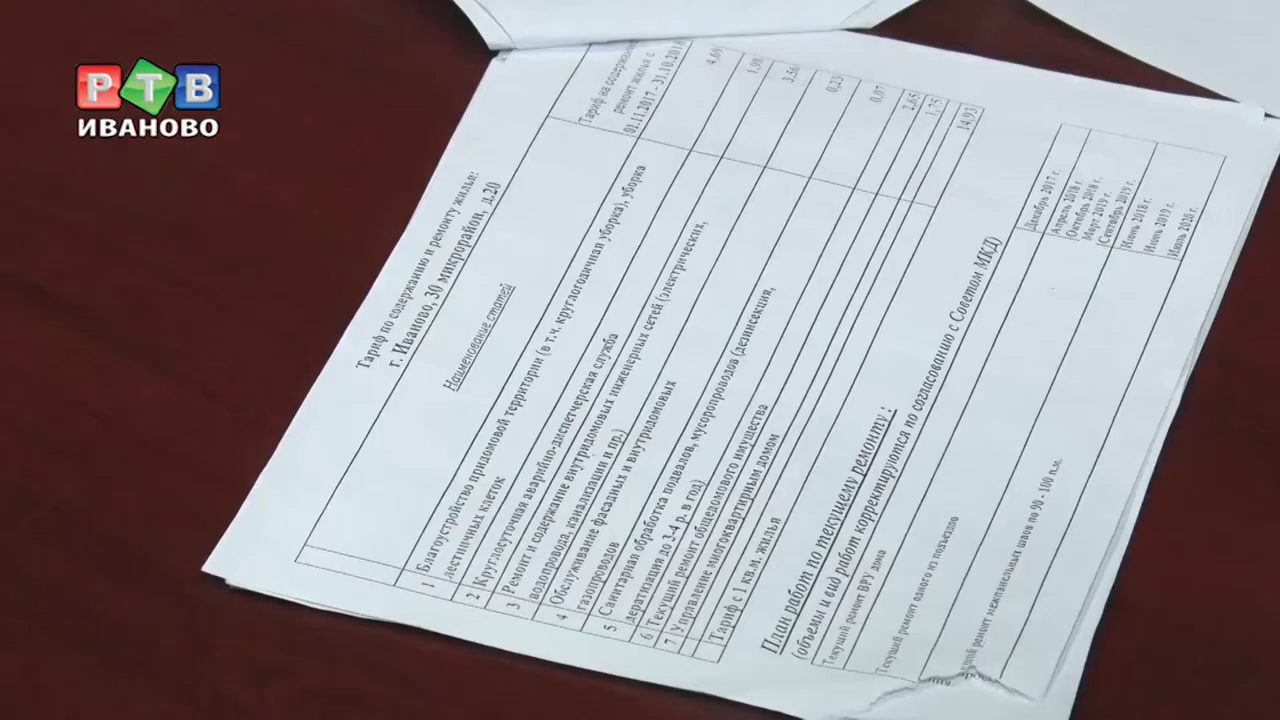 РТВ
ИВАНОВО
Тариф по содержанию и ремонту жилья:
г. Иваново, 30 микрорайон, д.20
Наименование статей
Тариф на содержание
ремонт жилья с
01.11.2017 - 31.10.2018
1 Благоустройство придомовой территории (в т.ч. круглогодичная уборка), уборка
лестничных клеток
4,69
2 Круглосуточная аварийно-диспетчерская служба
1,98
3 Ремонт и содержание внутридомовых инженерных сетей (электрических,
водопровода, канализации и пр.)
3,56
4 Обслуживание фасадных и внутридомовых
газопроводов
0,23
5 Санитарная обработка подвалов, мусоропроводов (дезинсекция,
дератизация до 3-4 р. в год)
0,07
6 Текущий ремонт общедомового имущества
2,65
7 Управление многоквартирным домом
1,75
Тариф с 1 кв.м. жилья
14,93
План работ по текущему ремонту :
(объемы и вид работ корректируются по согласованию с Советом МКД)
Текущий ремонт ВРУ дома
Декабрь 2017 г.
Текущий ремонт одного из подъездов
Апрель 2018 г.
Октябрь 2018 г.
Март 2019 г.
Сентябрь 2019 г.
ремонт межпанельных швов по 90 - 100 п.м.
Июнь 2018 г.
Июнь 2019 г.
Июль 2020 г.